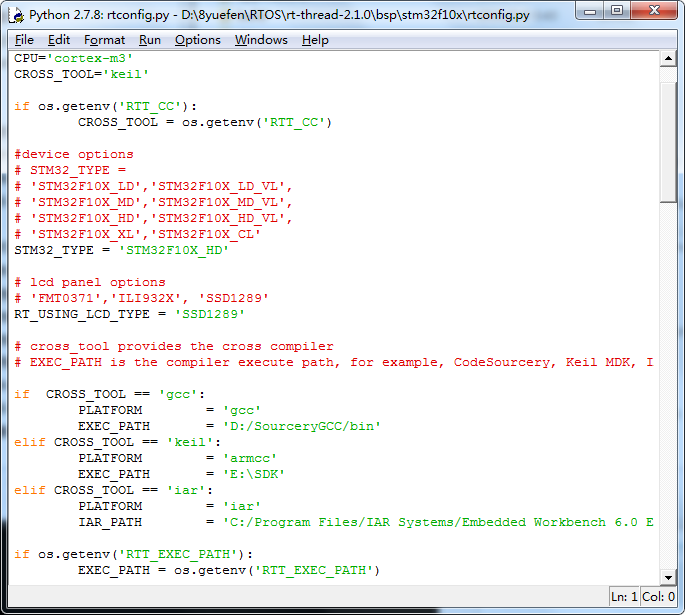 Python 2.7.8: rtconfig.py - D:\8yuefen\RTOS\rt-thread-2.1.0\bsp\stm32f10x\rtconfig.py
File Edit Format Run Options Windows Help
CPU='cortex-m3'
CROSS_TOOL='keil'
if os.getenv('RTT_CC'):
        CROSS_TOOL = os.getenv('RTT_CC')
#device options
# STM32_TYPE =
# 'STM32F10X_LD','STM32F10X_LD_VL',
# 'STM32F10X_MD','STM32F10X_MD_VL',
# 'STM32F10X_HD','STM32F10X_HD_VL',
# 'STM32F10X_XL','STM32F10X_CL'
STM32_TYPE = 'STM32F10X_HD'
# lcd panel options
# 'FMT0371','ILI932X', 'SSD1289'
RT_USING_LCD_TYPE = 'SSD1289'
# cross_tool provides the cross compiler
# EXEC_PATH is the compiler execute path, for example, CodeSourcery, Keil MDK, I
if  CROSS_TOOL == 'gcc':
        PLATFORM        = 'gcc'
        EXEC_PATH       = 'D:/SourceryGCC/bin'
elif CROSS_TOOL == 'keil':
        PLATFORM        = 'armcc'
        EXEC_PATH       = 'E:\SDK'
elif CROSS_TOOL == 'iar':
        PLATFORM        = 'iar'
        IAR_PATH        = 'C:/Program Files/IAR Systems/Embedded Workbench 6.0 E
if os.getenv('RTT_EXEC_PATH'):
        EXEC_PATH = os.getenv('RTT_EXEC_PATH')
Ln: 1 Col: 0